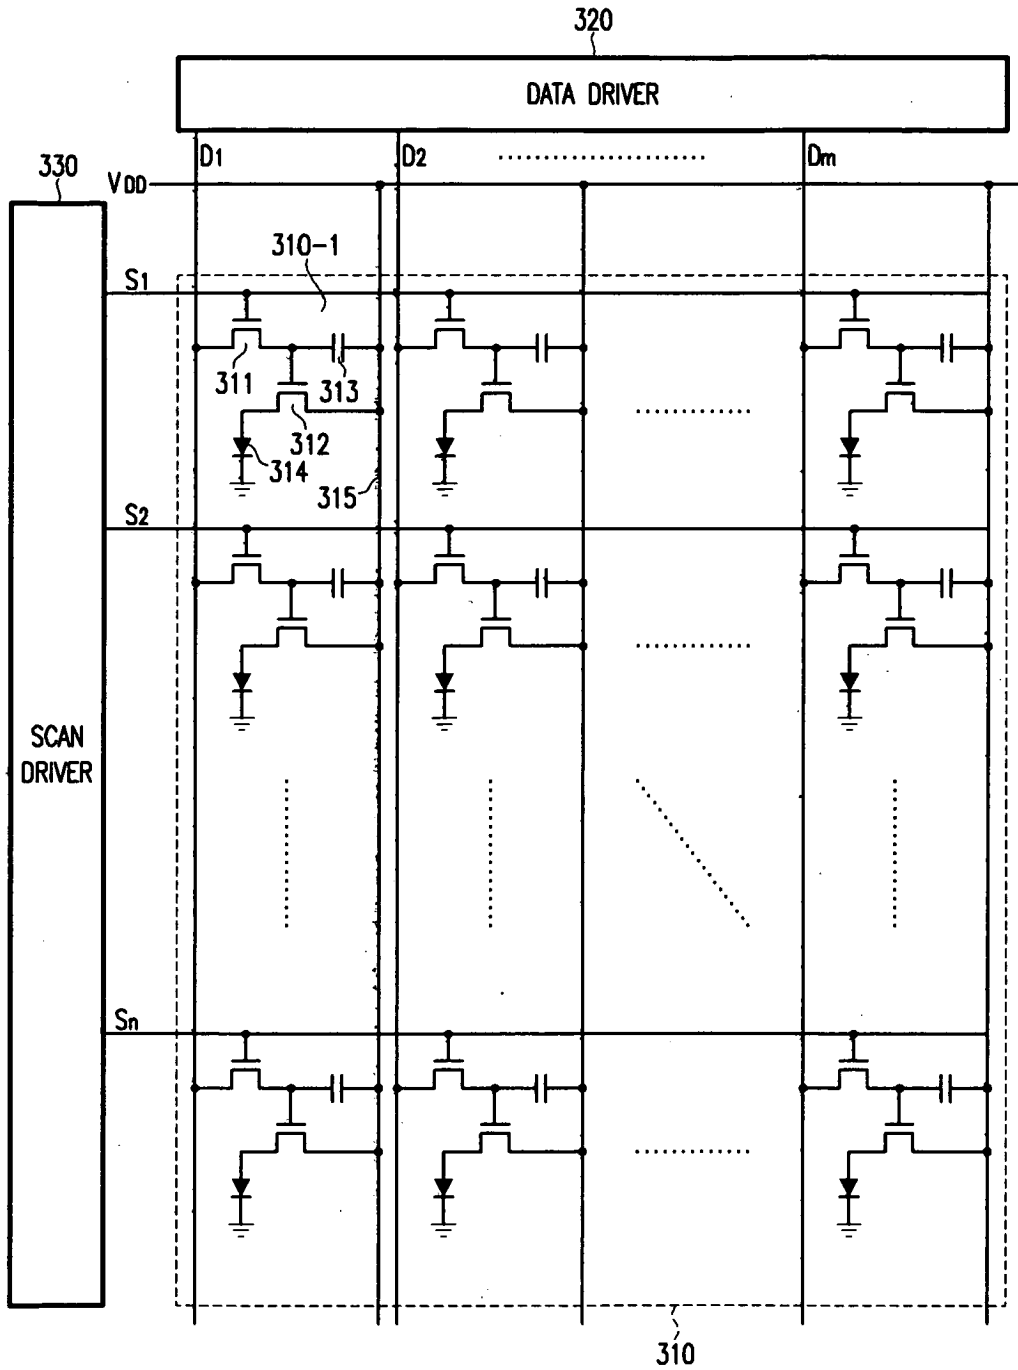 320
DATA DRIVER
D1 D2 Dm
330
VDD
310-1
S1
311
313
312
314
315
S2
SCAN
DRIVER
Sn
310